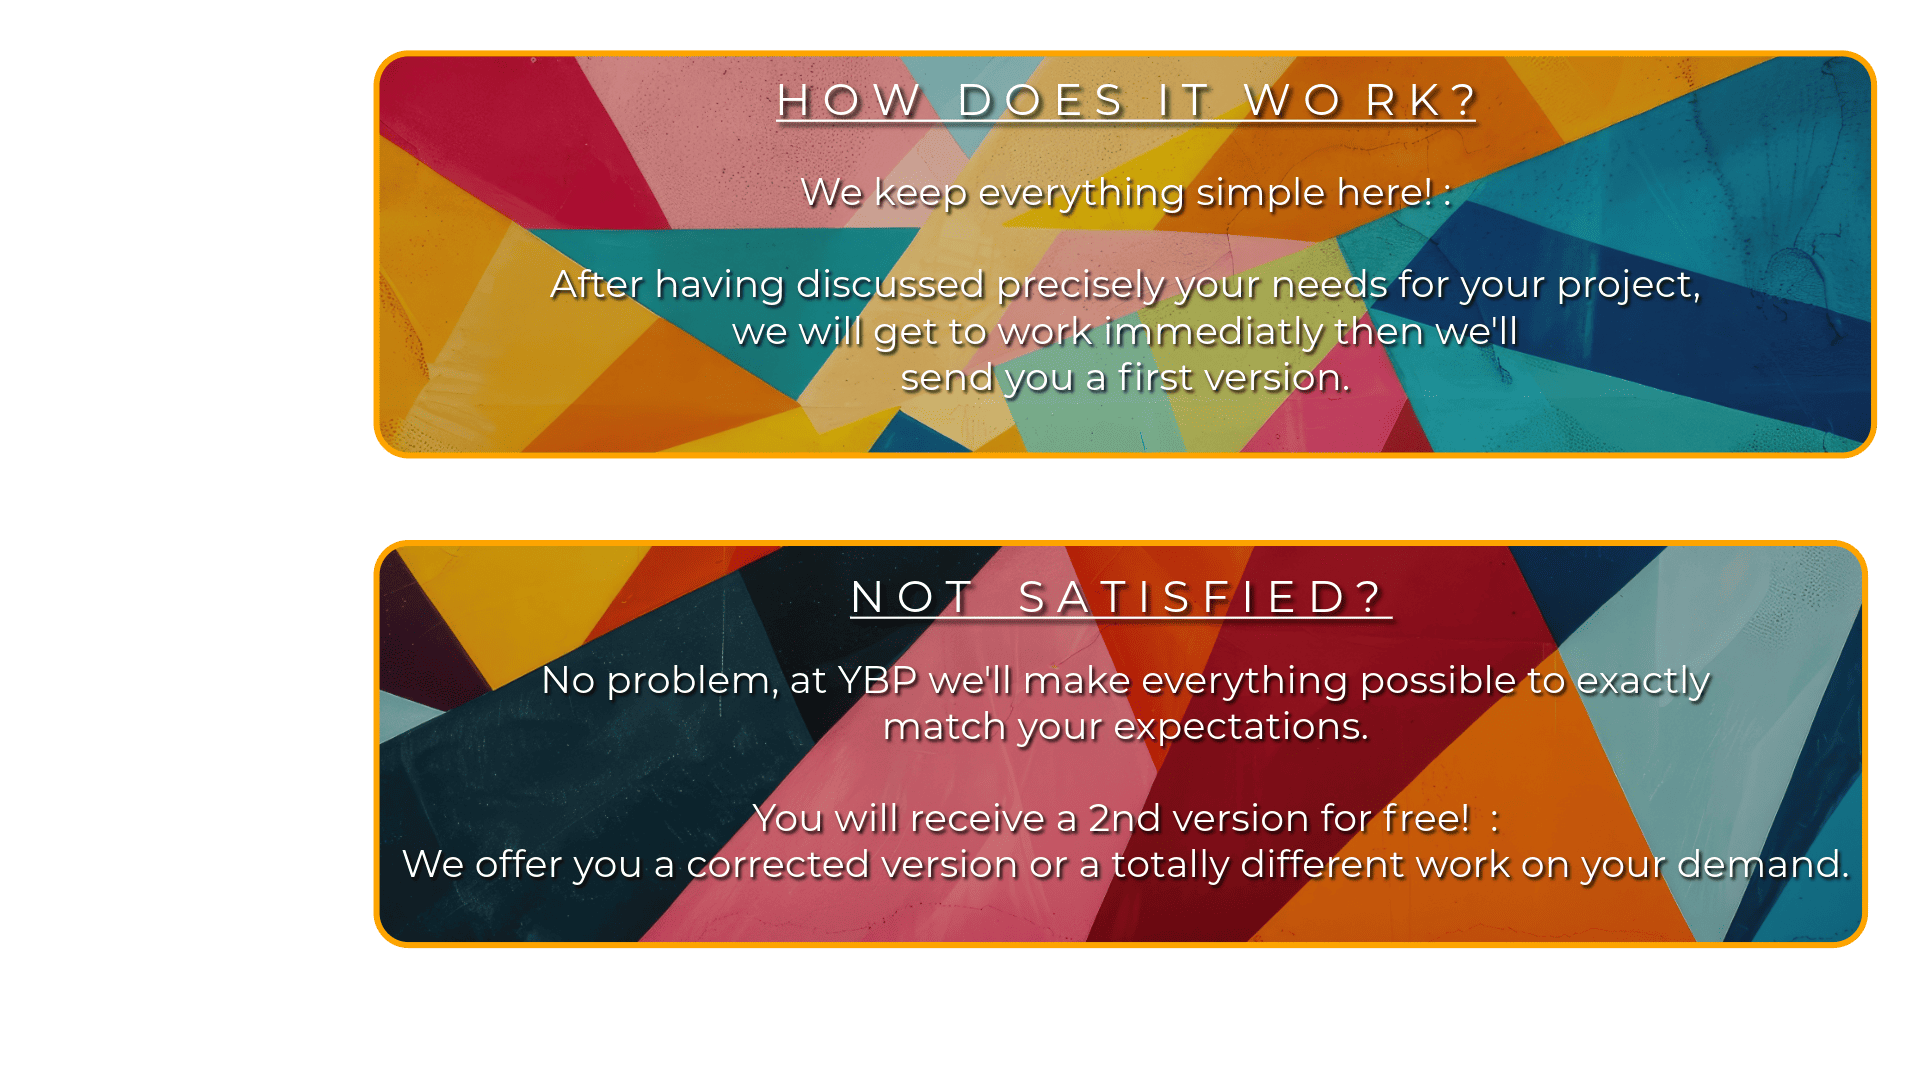 HOW DOES IT WORK?
We keep everything simple here! :
After having discussed precisely your needs for your project,
we will get to work immediatly then we'll
send you a first version.
NOT SATISFIED?
No problem, at YBP we'll make everything possible to exactly
match your expectations.
You will receive a 2nd version for free!  :
We offer you a corrected version or a totally different work on your demand.